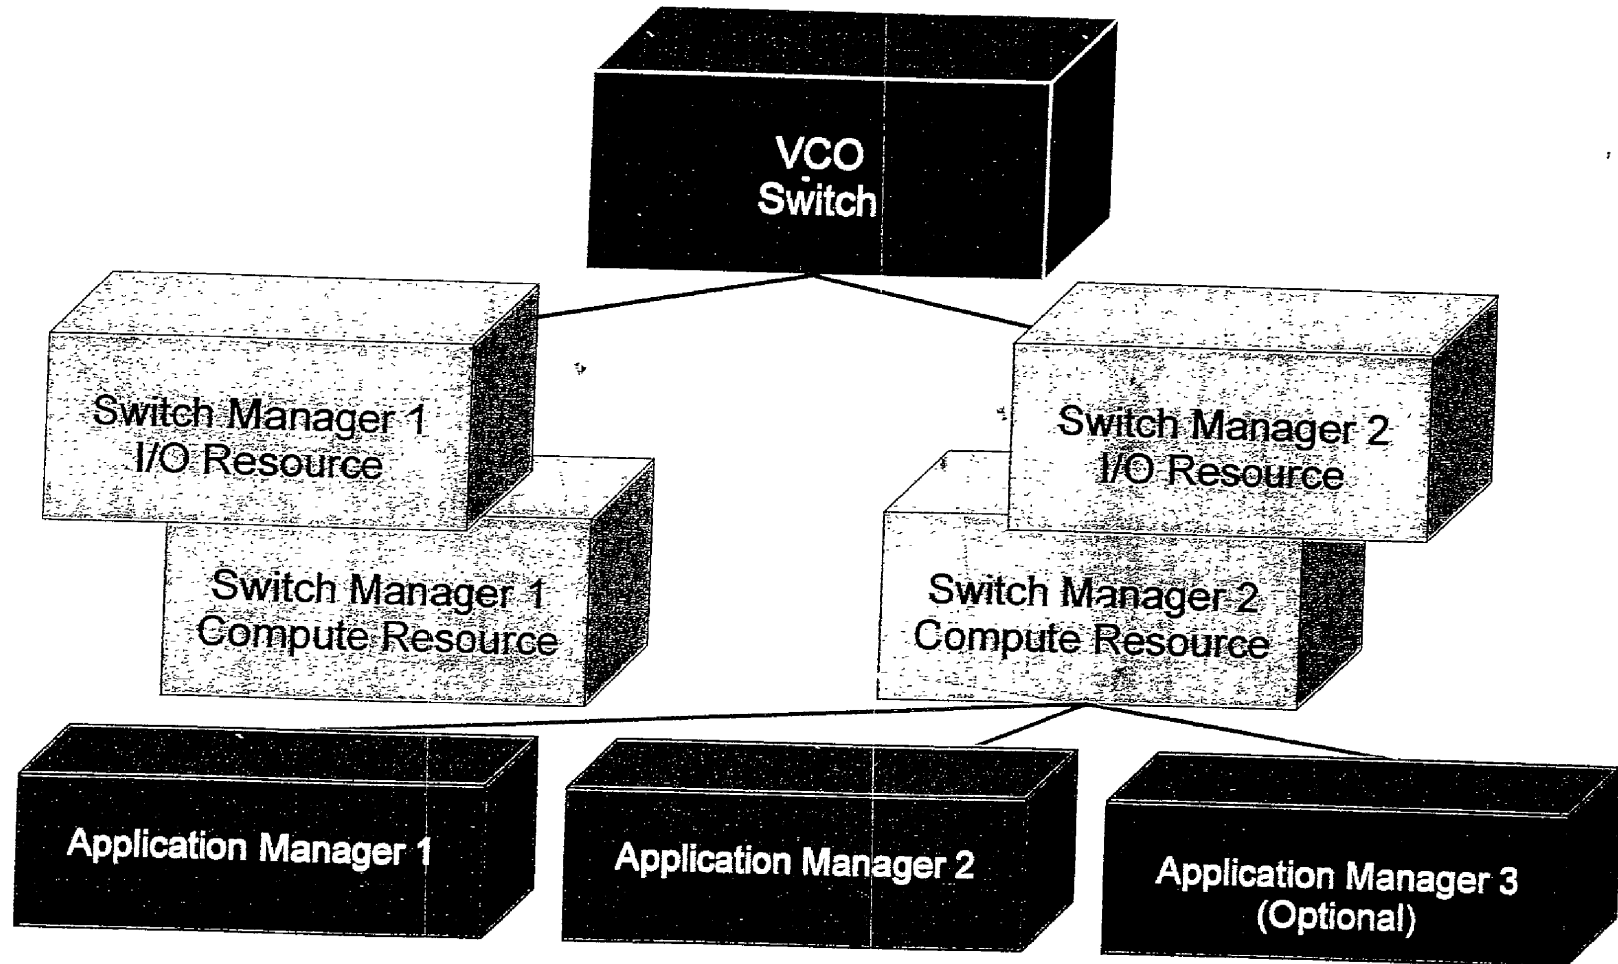 VCO
Switch
Switch Manager 1
I/O Resource
Switch Manager 2
I/O Resource
Switch Manager 1
Compute Resource
Switch Manager 2
Compute Resource
Application Manager 1
Application Manager 2
Application Manager 3
(Optional)